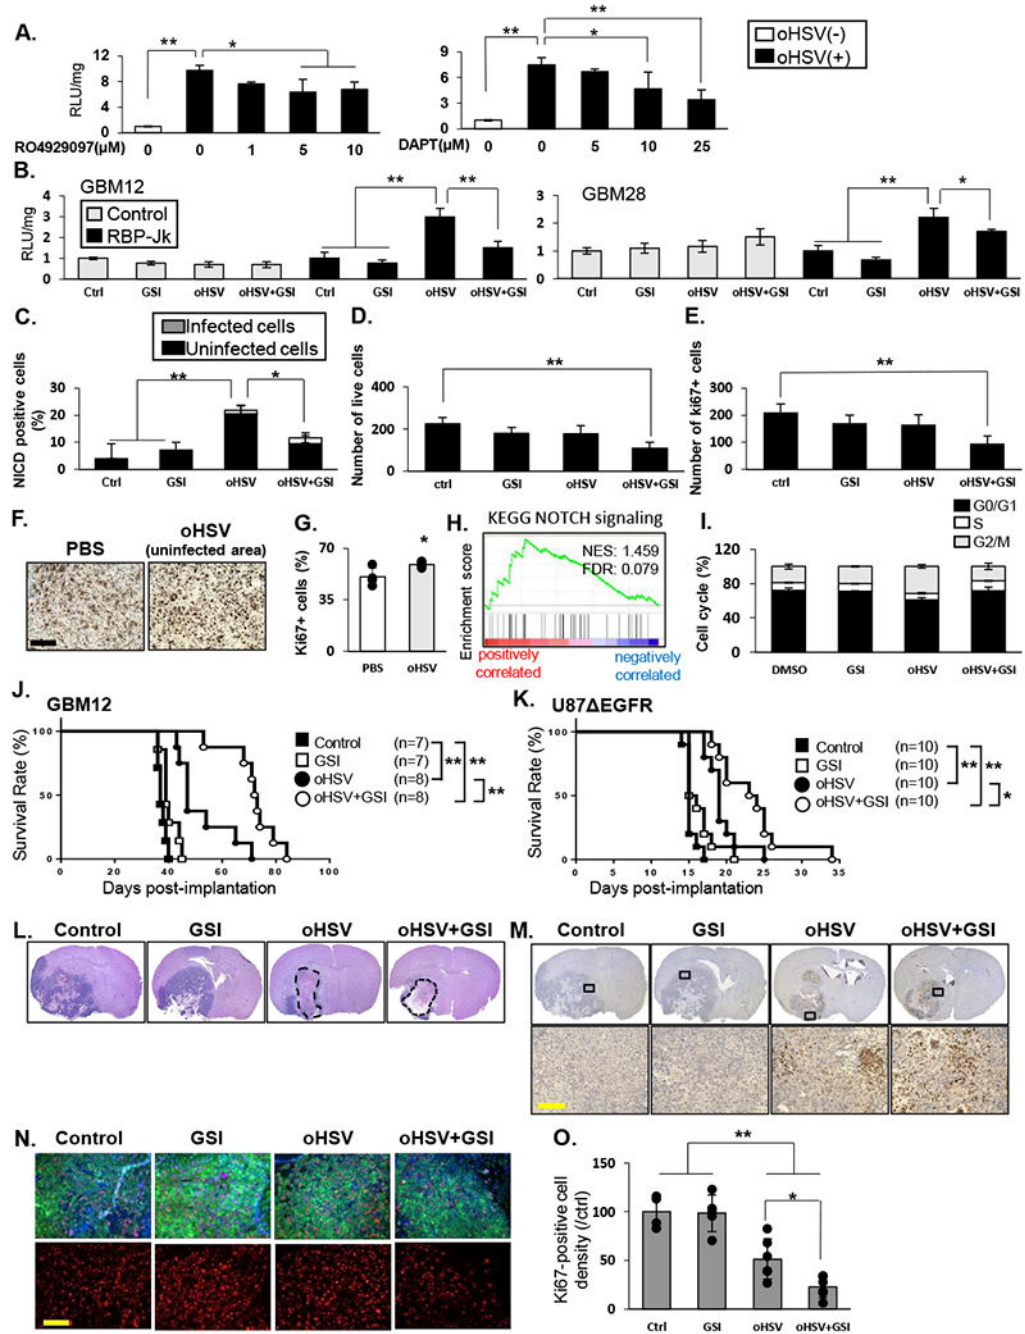 A.
RLU/mg
12
8
4
0
**
*
RO4929097(μM)
0 0 1 5 10
9
6
3
0
**
*
**
DAPT(μM)
0 0 5 10 25
oHSV(-)
oHSV(+)
B.
GBM12
Control
RBP-Jk
RLU/mg
4
3
2
1
0
** **
Ctrl GSI oHSV oHSV+GSI Ctrl GSI oHSV oHSV+GSI
GBM28
3
2
1
0
** *
Ctrl GSI oHSV oHSV+GSI Ctrl GSI oHSV oHSV+GSI
C.
Infected cells
Uninfected cells
NICD positive cells
(%)
30
20
10
0
** *
Ctrl GSI oHSV oHSV+GSI
D.
Number of live cells
400
200
0
**
ctrl GSI oHSV oHSV+GSI
E.
Number of ki67+ cells
300
200
100
0
**
ctrl GSI oHSV oHSV+GSI
F.
PBS
oHSV
(uninfected area)
G.
Ki67+ cells (%)
70
35
0
*
PBS oHSV
H.
KEGG NOTCH signaling
Enrichment score
NES: 1.459
FDR: 0.079
positively
correlated
negatively
correlated
I.
G0/G1
S
G2/M
Cell cycle (%)
120
80
40
0
DMSO GSI oHSV oHSV+GSI
J.
GBM12
Survival Rate (%)
100
50
0
0 20 40 60 80 100
Days post-implantation
Control (n=7)
GSI (n=7)
oHSV (n=8)
oHSV+GSI (n=8)
** **
**
K.
U87ΔEGFR
Survival Rate (%)
100
50
0
0 5 10 15 20 25 30 35
Days post-implantation
Control (n=10)
GSI (n=10)
oHSV (n=10)
oHSV+GSI (n=10)
** **
*
L.
Control GSI oHSV oHSV+GSI
M.
Control GSI oHSV oHSV+GSI
N.
Control GSI oHSV oHSV+GSI
O.
Ki67-positive cell
density (/ctrl)
150
100
50
0
**
*
Ctrl GSI oHSV oHSV+GSI